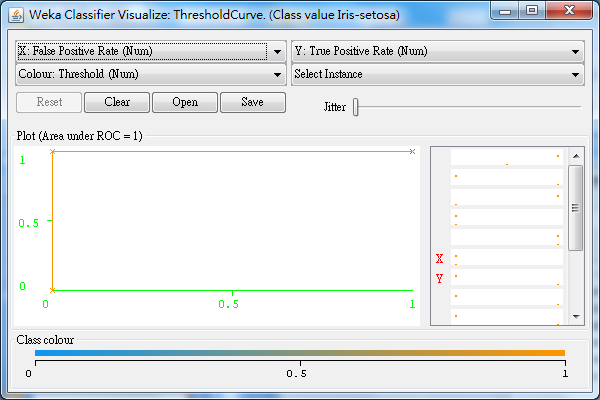 Weka Classifier Visualize: ThresholdCurve. (Class value Iris-setosa)
X: False Positive Rate (Num) Y: True Positive Rate (Num)
Colour: Threshold (Num) Select Instance
Reset Clear Open Save Jitter
Plot (Area under ROC = 1)
1
0.5
0
0 0.5 1
X
Y
Class colour
0 0.5 1